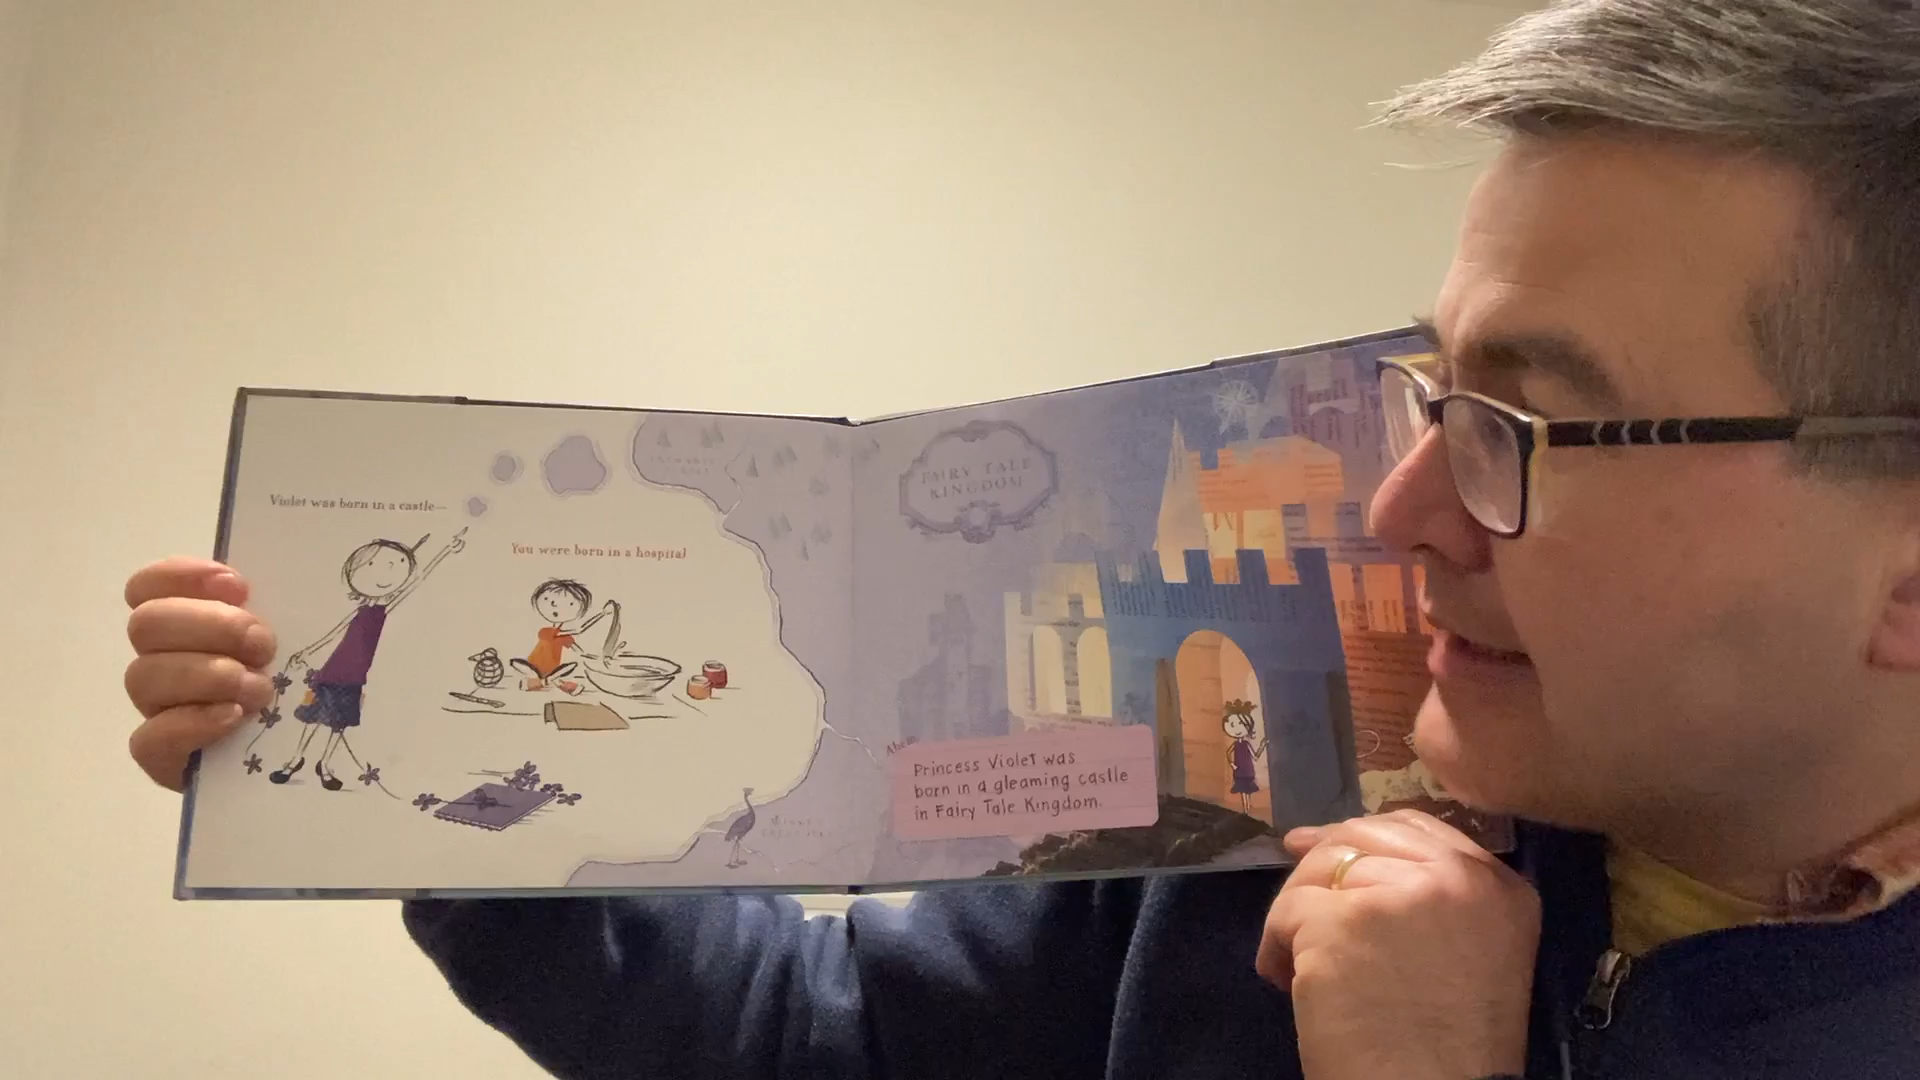 Violet was born in a castle—
You were born in a hospital
FAIRY TALE
KINGDOM
Ahem
Princess Violet was
born in a gleaming castle
in Fairy Tale Kingdom.